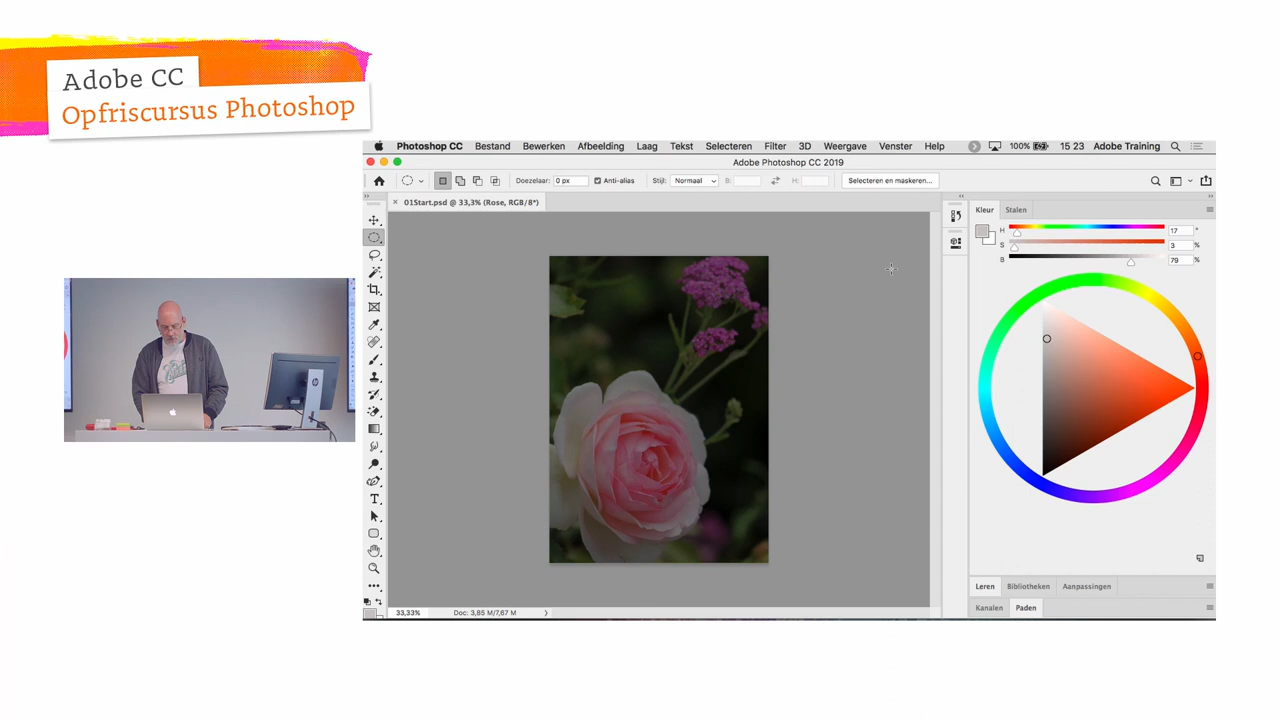 Adobe CC
Opfriscursus Photoshop
Photoshop CC Bestand Bewerken Afbeelding Laag Tekst Selecteren Filter 3D Weergave Venster Help 100% 15 23 Adobe Training
Adobe Photoshop CC 2019
Doezelaar: 0 px Anti-alias Stijl: Normaal B: H: Selecteren en maskeren...
01Start.psd @ 33,3% (Rose, RGB/8*)
Kleur Stalen
H 17 °
S 3 %
B 79 %
Leren Bibliotheken Aanpassingen
Kanalen Paden
33,33% Doc: 3,85 M/7,67 M